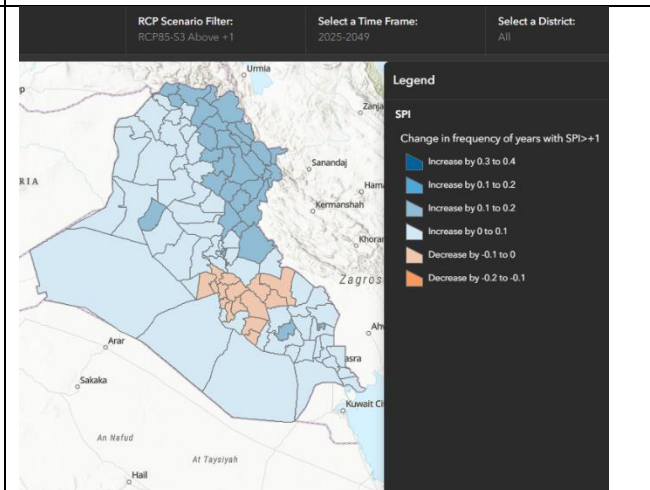 RCP Scenario Filter:
RCP85-S3 Above +1
Select a Time Frame:
2025-2049
Select a District:
All
Legend
SPI
Change in frequency of years with SPI>+1
Increase by 0.3 to 0.4
Increase by 0.1 to 0.2
Increase by 0.1 to 0.2
Increase by 0 to 0.1
Decrease by -0.1 to 0
Decrease by -0.2 to -0.1
Urmia
Zanja
Sanandaj
Ham
Kermanshah
Khora
RIA
Zagros
Ah
Arar
asra
Sakaka
Kuwait Ci
An Nafud
At Taysiyah
Hail